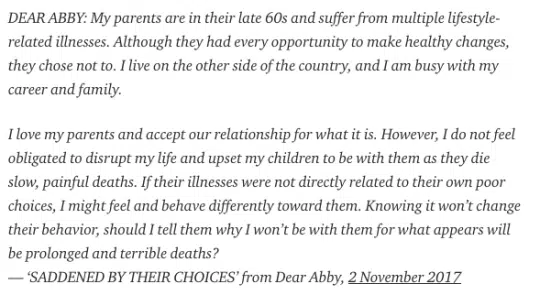 DEAR ABBY: My parents are in their late 60s and suffer from multiple lifestyle-
related illnesses. Although they had every opportunity to make healthy changes,
they chose not to. I live on the other side of the country, and I am busy with my
career and family.
I love my parents and accept our relationship for what it is. However, I do not feel
obligated to disrupt my life and upset my children to be with them as they die
slow, painful deaths. If their illnesses were not directly related to their own poor
choices, I might feel and behave differently toward them. Knowing it won't change
their behavior, should I tell them why I won't be with them for what appears will
be prolonged and terrible deaths?
— 'SADDENED BY THEIR CHOICES' from Dear Abby, 2 November 2017